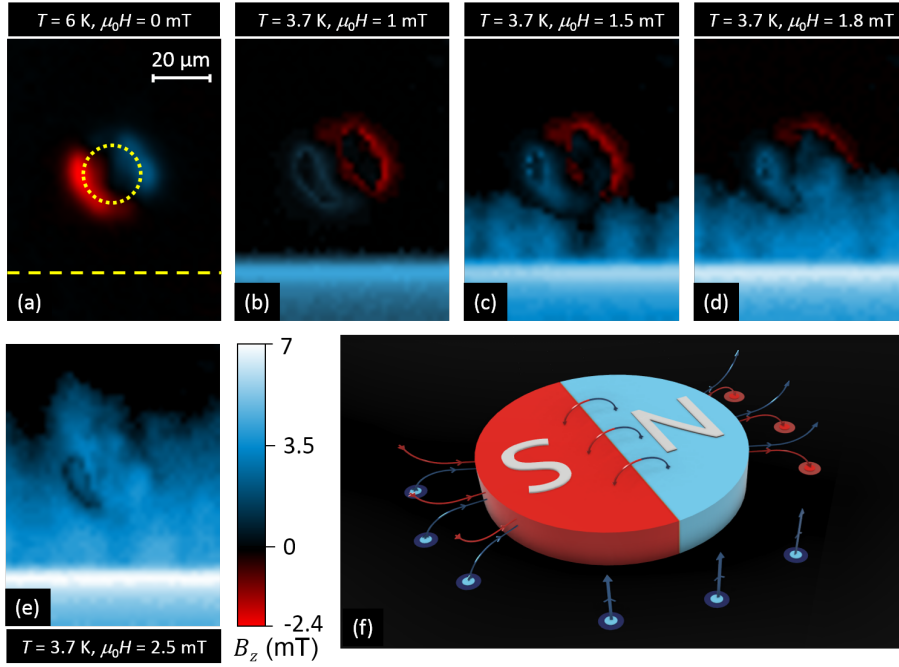 T = 6 K, μ₀H = 0 mT
T = 3.7 K, μ₀H = 1 mT
T = 3.7 K, μ₀H = 1.5 mT
T = 3.7 K, μ₀H = 1.8 mT
20 μm
(a)
(b)
(c)
(d)
7
3.5
0
-2.4
B_z (mT)
(e)
T = 3.7 K, μ₀H = 2.5 mT
S
N
(f)